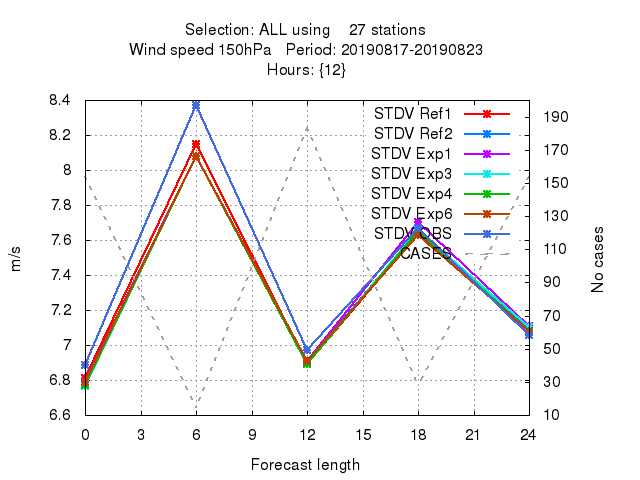 Selection: ALL using    27 stations
Wind speed 150hPa   Period: 20190817-20190823
Hours: {12}
8.4
8.2
8
7.8
7.6
7.4
7.2
7
6.8
6.6
m/s
STDV Ref1
STDV Ref2
STDV Exp1
STDV Exp3
STDV Exp4
STDV Exp6
STDV OBS
CASES
190
170
150
130
110
90
70
50
30
10
No cases
0 3 6 9 12 15 18 21 24
Forecast length